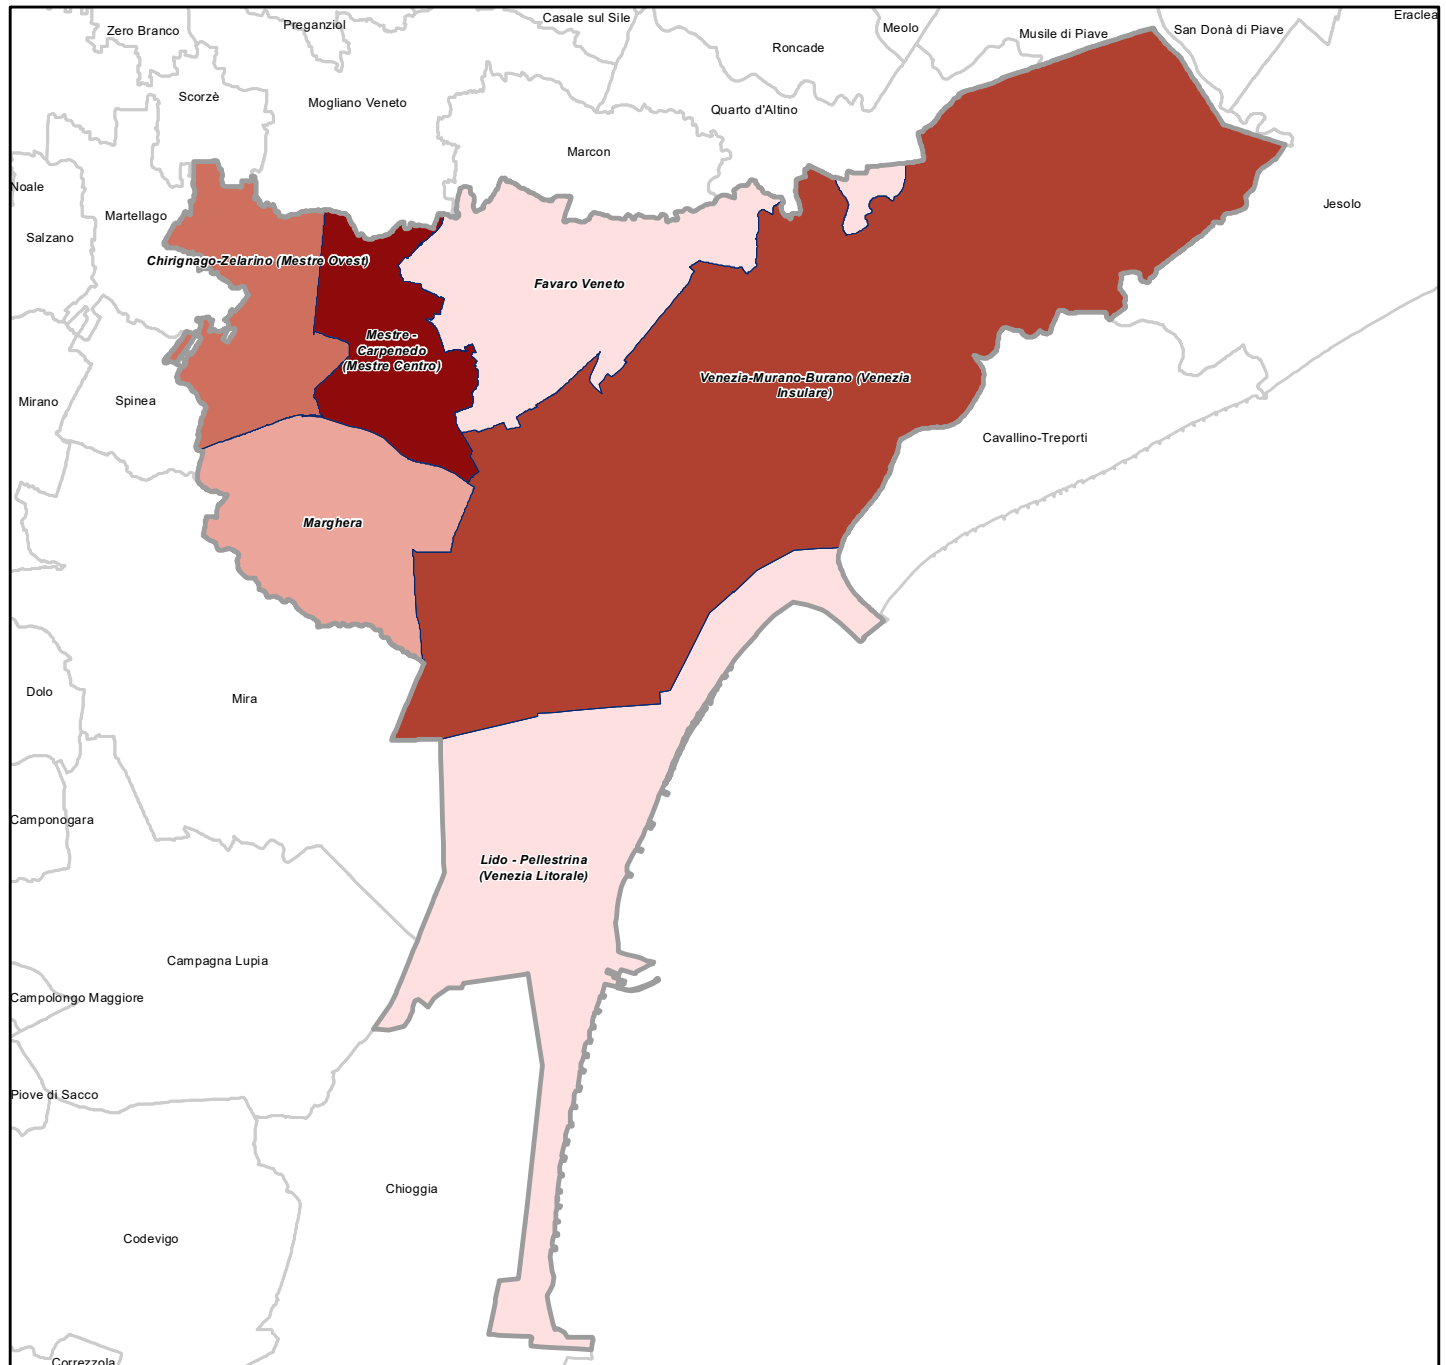 Zero Branco
Preganziol
Casale sul Sile
Roncade
Meolo
Musile di Piave
San Donà di Piave
Eraclea
Scorzè
Mogliano Veneto
Quarto d'Altino
Marcon
Noale
Martellago
Salzano
Jesolo
Chirignago-Zelarino (Mestre Ovest)
Favaro Veneto
Mestre -
Carpenedo
(Mestre Centro)
Venezia-Murano-Burano (Venezia
Insulare)
Mirano
Spinea
Cavallino-Treporti
Marghera
Dolo
Mira
Camponogara
Lido - Pellestrina
(Venezia Litorale)
Campagna Lupia
Campolongo Maggiore
Piove di Sacco
Chioggia
Codevigo
Correzzola